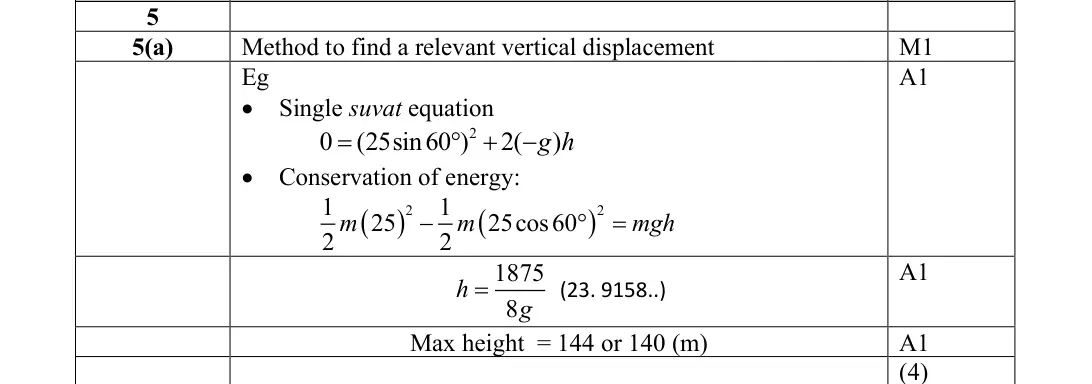 5
5(a) Method to find a relevant vertical displacement M1
Eg A1
• Single suvat equation
0 = (25 sin 60°)² + 2(−g)h
• Conservation of energy:
1/2 m(25)² − 1/2 m(25 cos 60°)² = mgh
h = 1875/8g (23. 9158..) A1
Max height = 144 or 140 (m) A1
(4)